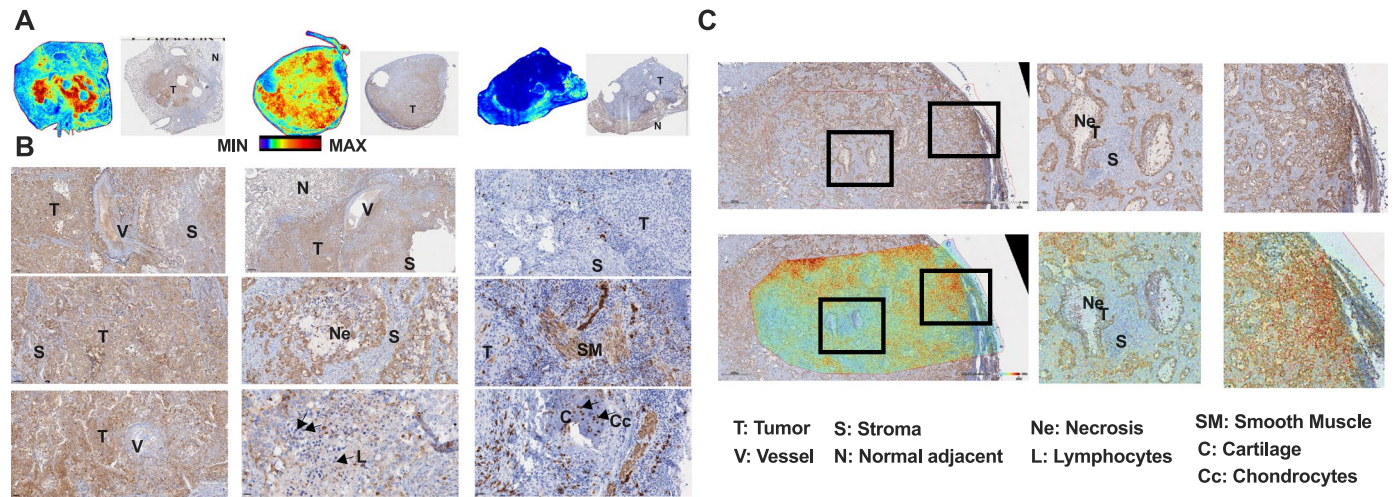 A
N
T
T
T
N
MIN MAX
B
T V S
N V T S
T S
S T
Ne S
T SM
T V
L
C Cc
C
Ne T S
Ne T S
T: Tumor S: Stroma Ne: Necrosis SM: Smooth Muscle
V: Vessel N: Normal adjacent L: Lymphocytes C: Cartilage
Cc: Chondrocytes